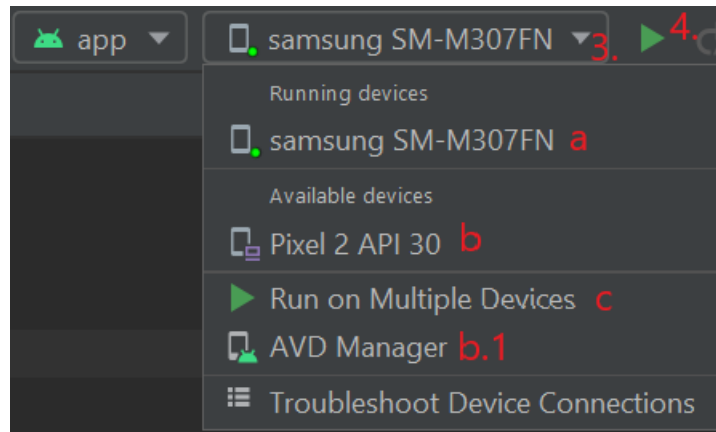 app samsung SM-M307FN 3. 4.
Running devices
samsung SM-M307FN a
Available devices
Pixel 2 API 30 b
Run on Multiple Devices c
AVD Manager b.1
Troubleshoot Device Connections